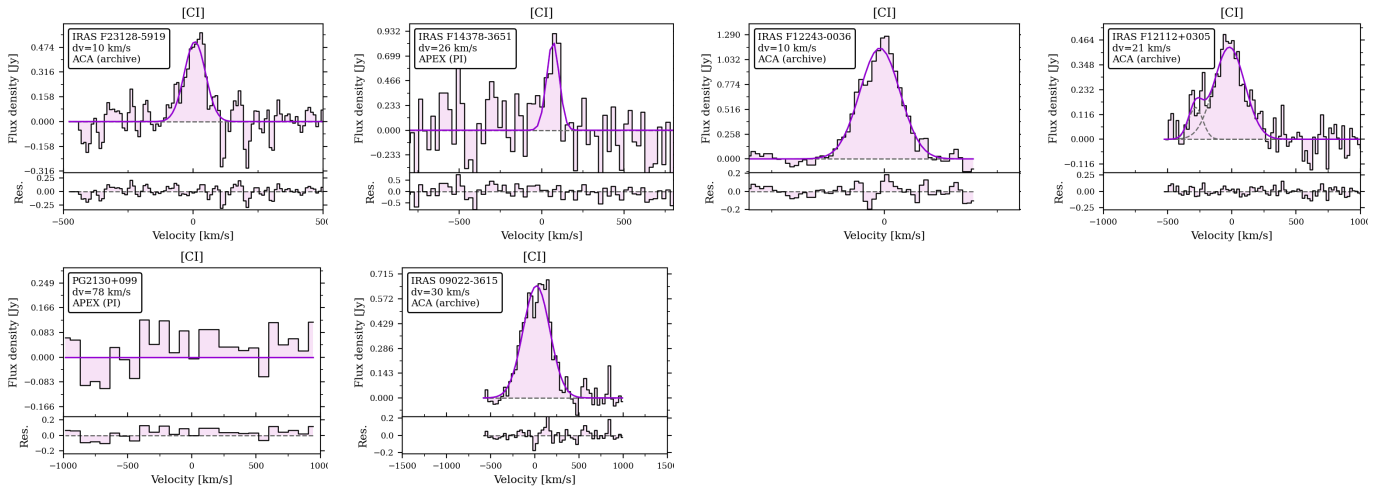 [CI]
IRAS F23128-5919
dv=10 km/s
ACA (archive)
Flux density [Jy]
0.474
0.316
0.158
0.000
−0.158
−0.316
Res.
0.25
0.00
−0.25
−500
0
500
Velocity [km/s]
[CI]
IRAS F14378-3651
dv=26 km/s
APEX (PI)
Flux density [Jy]
0.932
0.699
0.466
0.233
0.000
−0.233
Res.
0.5
0.0
−0.5
−500
0
500
Velocity [km/s]
[CI]
IRAS F12243-0036
dv=10 km/s
ACA (archive)
Flux density [Jy]
1.290
1.032
0.774
0.516
0.258
0.000
Res.
0.2
0.0
−0.2
0
Velocity [km/s]
[CI]
IRAS F12112+0305
dv=21 km/s
ACA (archive)
Flux density [Jy]
0.464
0.348
0.232
0.116
0.000
−0.116
Res.
0.25
0.00
−0.25
−1000
−500
0
500
1000
Velocity [km/s]
[CI]
PG2130+099
dv=78 km/s
APEX (PI)
Flux density [Jy]
0.249
0.166
0.083
0.000
−0.083
−0.166
Res.
0.2
0.0
−0.2
−1000
−500
0
500
1000
Velocity [km/s]
[CI]
IRAS 09022-3615
dv=30 km/s
ACA (archive)
Flux density [Jy]
0.715
0.572
0.429
0.286
0.143
0.000
Res.
0.2
0.0
−0.2
−1500
−1000
−500
0
500
1000
1500
Velocity [km/s]